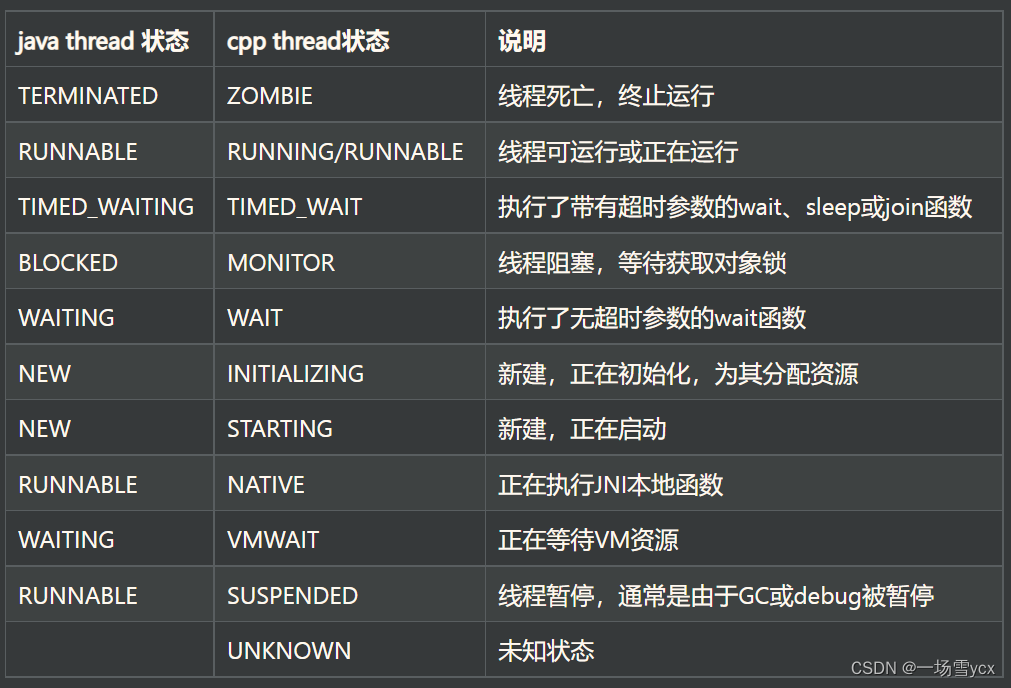 java thread 状态 cpp thread状态 说明
TERMINATED ZOMBIE 线程死亡，终止运行
RUNNABLE RUNNING/RUNNABLE 线程可运行或正在运行
TIMED_WAITING TIMED_WAIT 执行了带有超时参数的wait、sleep或join函数
BLOCKED MONITOR 线程阻塞，等待获取对象锁
WAITING WAIT 执行了无超时参数的wait函数
NEW INITIALIZING 新建，正在初始化，为其分配资源
NEW STARTING 新建，正在启动
RUNNABLE NATIVE 正在执行JNI本地函数
WAITING VMWAIT 正在等待VM资源
RUNNABLE SUSPENDED 线程暂停，通常是由于GC或debug被暂停
UNKNOWN 未知状态
CSDN @一场雪ycx